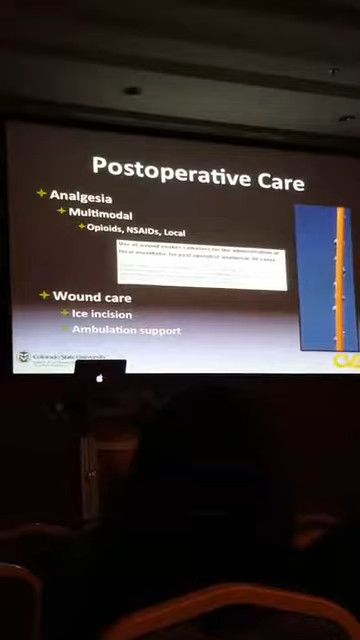 Postoperative Care
Analgesia
Multimodal
Opioids, NSAIDs, Local
Use of wound soaker catheters for the administration of
local anesthetic for post operative analgesia: 56 cases
Wound care
Ice incision
Ambulation support
Colorado State University